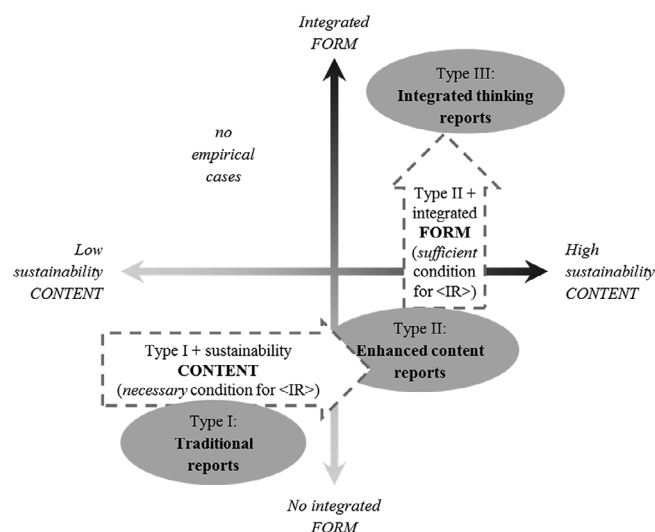 Integrated
FORM
Type III:
Integrated thinking
reports
no
empirical
cases
Type II +
integrated
FORM
(sufficient
condition
for <IR>)
Low
sustainability
CONTENT
High
sustainability
CONTENT
Type I + sustainability
CONTENT
(necessary condition for <IR>)
Type II:
Enhanced content
reports
Type I:
Traditional
reports
No integrated
FORM